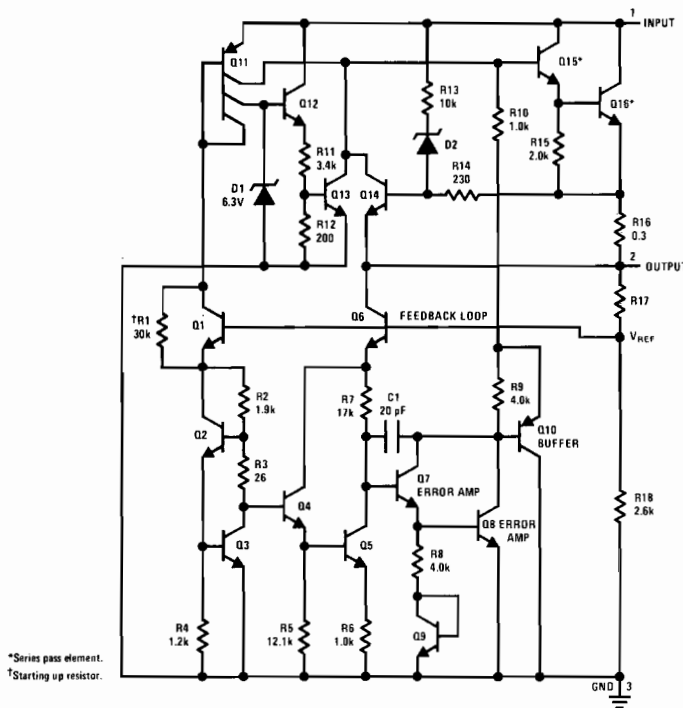 1
INPUT
Q11
Q15*
Q12
R13
10k
Q16*
R10
1.0k
R15
2.0k
R11
3.4k
D2
D1
6.3V
Q13
Q14
R14
230
R12
200
R16
0.3
2
OUTPUT
†R1
30k
Q1
Q6
FEEDBACK LOOP
R17
VREF
R2
1.9k
R7
17k
C1
20 pF
R9
4.0k
Q2
Q10
BUFFER
R3
26
Q7
ERROR AMP
R18
2.6k
Q4
Q3
Q5
Q8 ERROR
AMP
R8
4.0k
R4
1.2k
R5
12.1k
R6
1.0k
Q9
*Series pass element.
†Starting up resistor.
GND 3